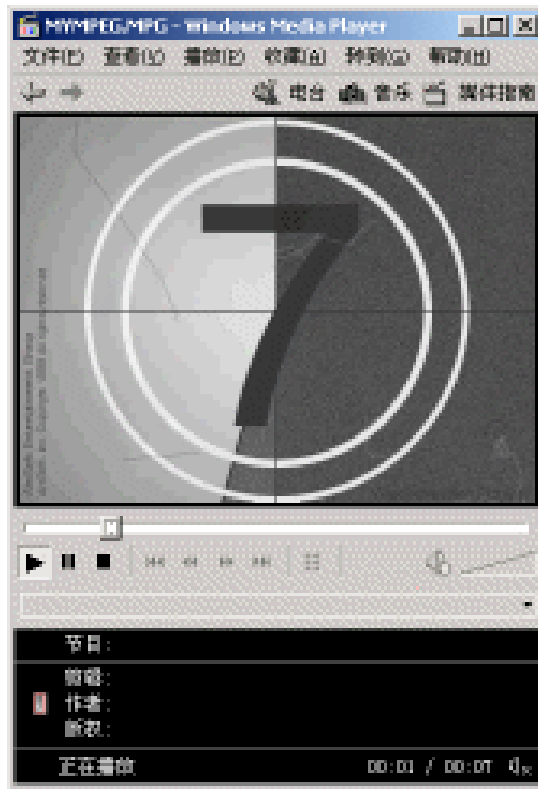 MYMPEG.MPG - Windows Media Player
文件(F) 查看(V) 播放(P) 收藏(A) 转到(G) 帮助(H)
电台 音乐 媒体指南
7
节目:
剪辑:
作者:
版权:
正在播放 00:01 / 00:07